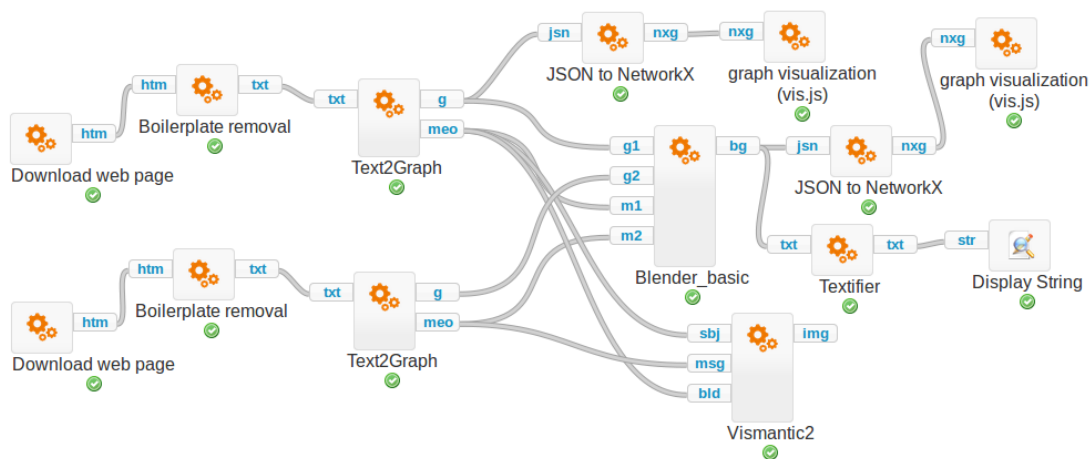 jsn
nxg
nxg
nxg
JSON to NetworkX
graph visualization
(vis.js)
graph visualization
(vis.js)
htm
txt
txt
g
meo
Boilerplate removal
htm
Download web page
Text2Graph
g1
g2
m1
m2
bg
Blender_basic
jsn
nxg
JSON to NetworkX
txt
txt
Textifier
str
Display String
htm
txt
txt
g
meo
Boilerplate removal
htm
Download web page
Text2Graph
sbj
msg
bld
img
Vismantic2